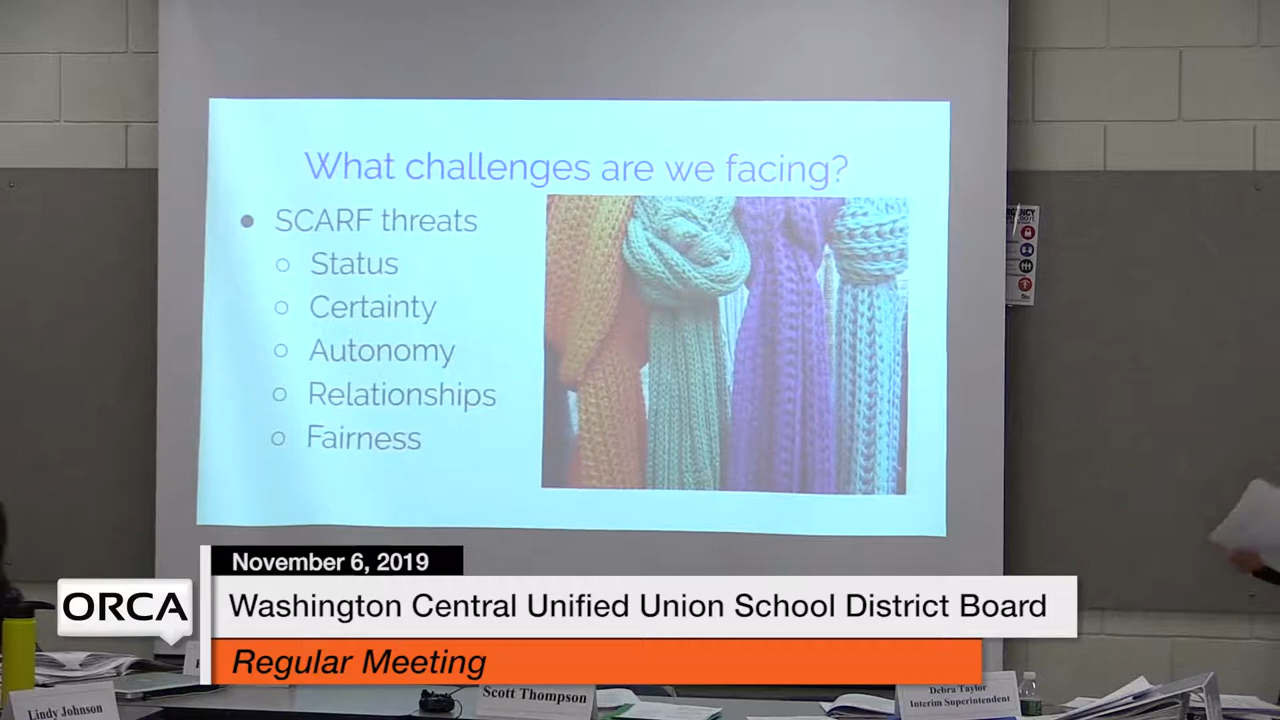 What challenges are we facing?
SCARF threats
Status
Certainty
Autonomy
Relationships
Fairness
November 6, 2019
ORCA
Washington Central Unified Union School District Board
Regular Meeting
Lindy Johnson
Scott Thompson
Debra Taylor
Interim Superintendent